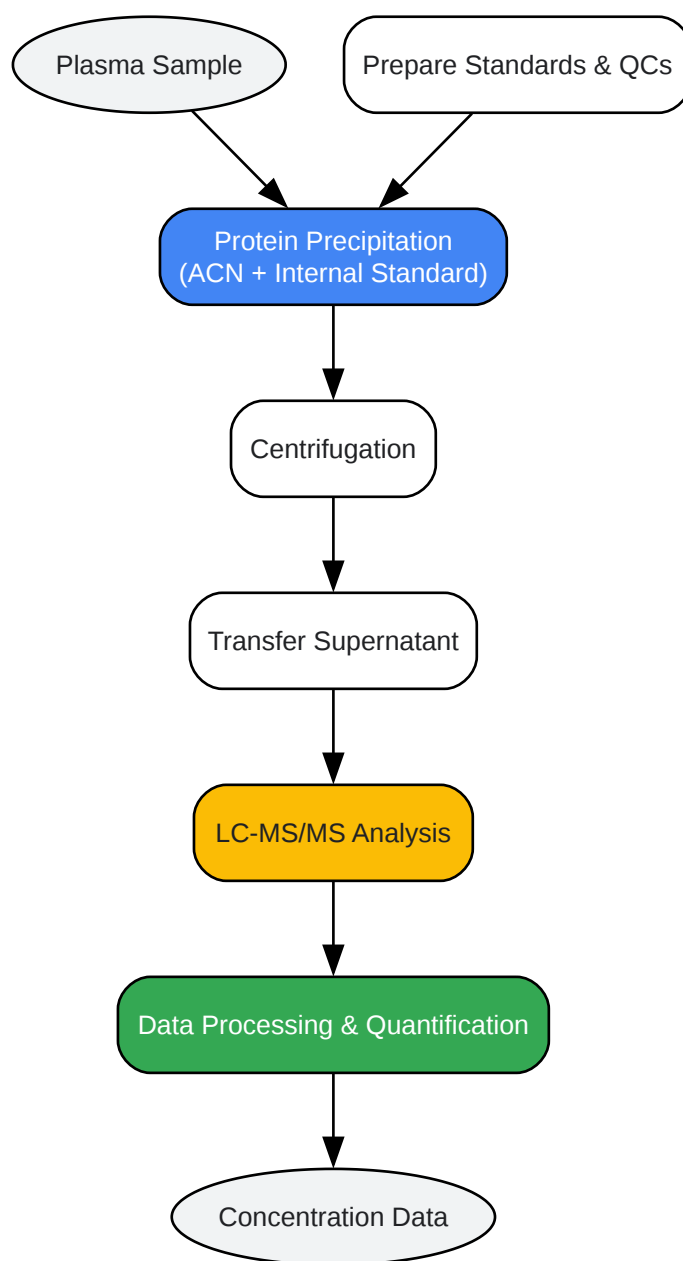 Plasma Sample
Prepare Standards & QCs
Protein Precipitation
(ACN + Internal Standard)
Centrifugation
Transfer Supernatant
LC-MS/MS Analysis
Data Processing & Quantification
Concentration Data